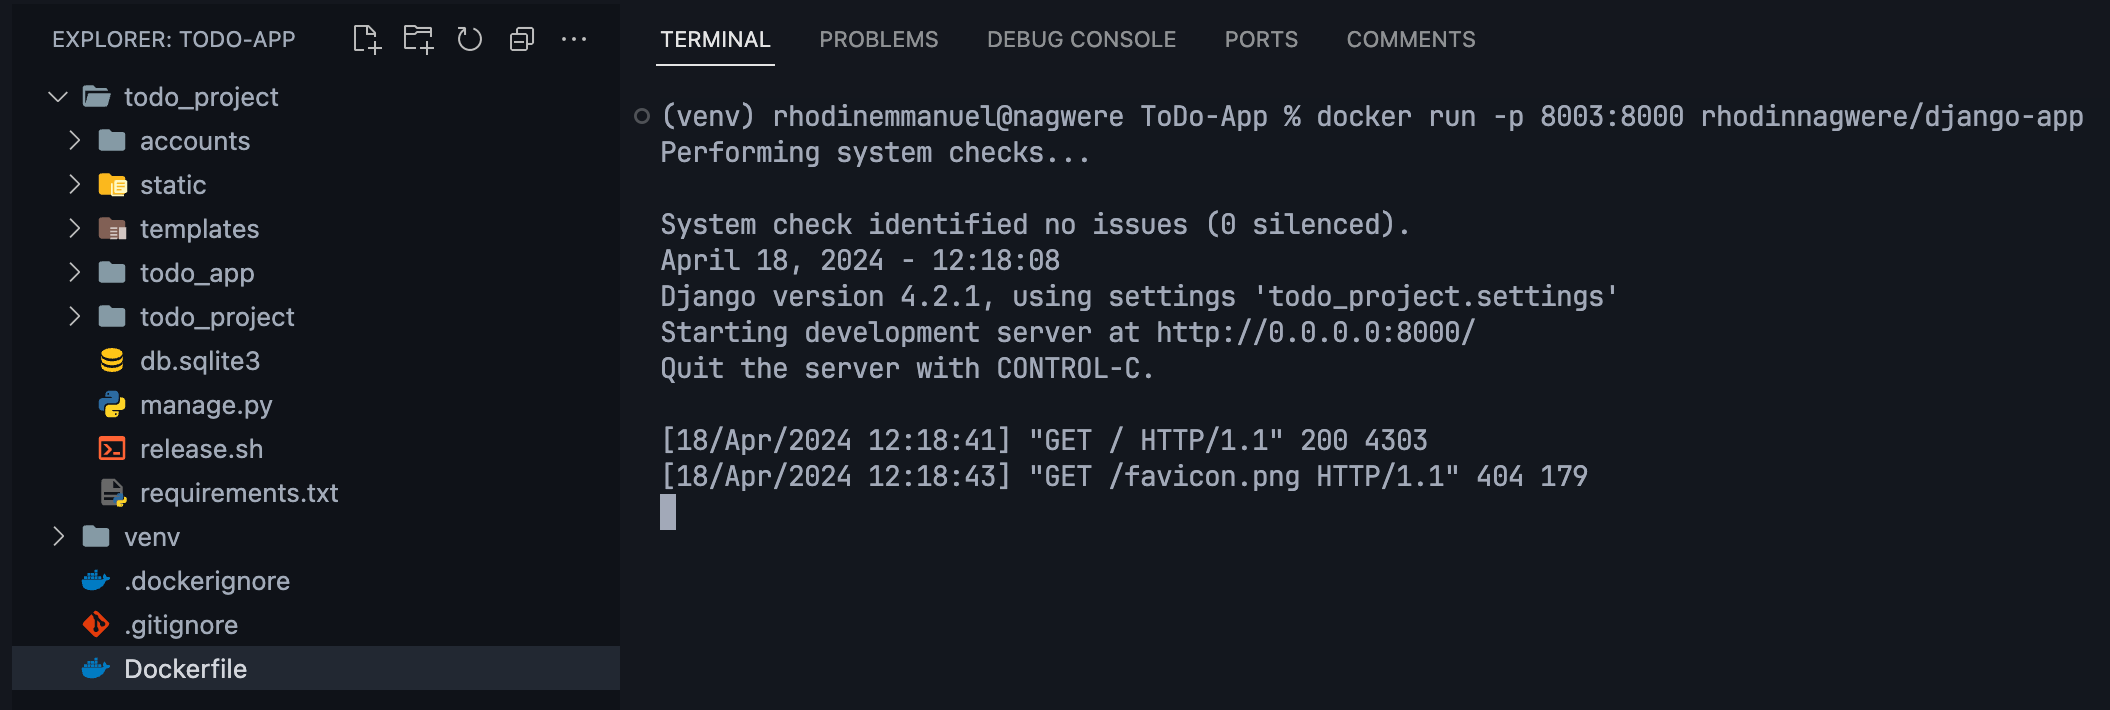 EXPLORER: TODO-APP
todo_project
accounts
static
templates
todo_app
todo_project
db.sqlite3
manage.py
release.sh
requirements.txt
venv
.dockerignore
.gitignore
Dockerfile
TERMINAL PROBLEMS DEBUG CONSOLE PORTS COMMENTS
(venv) rhodinemmanuel@nagwere ToDo-App % docker run -p 8003:8000 rhodinnagwere/django-app
Performing system checks...
System check identified no issues (0 silenced).
April 18, 2024 - 12:18:08
Django version 4.2.1, using settings 'todo_project.settings'
Starting development server at http://0.0.0.0:8000/
Quit the server with CONTROL-C.
[18/Apr/2024 12:18:41] "GET / HTTP/1.1" 200 4303
[18/Apr/2024 12:18:43] "GET /favicon.png HTTP/1.1" 404 179